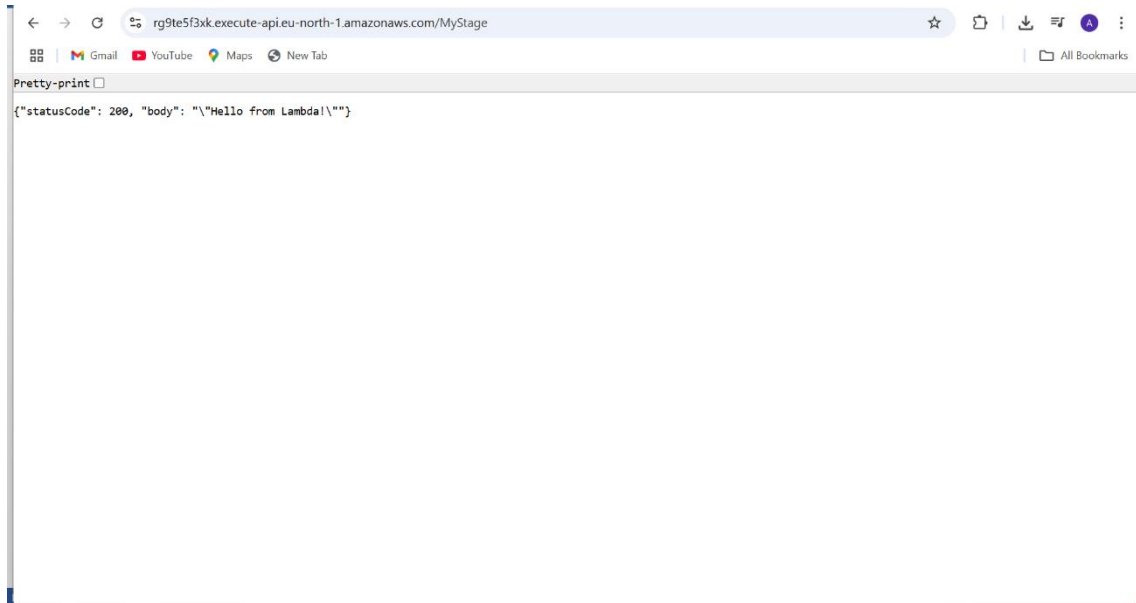 rg9te5f3xk.execute-api.eu-north-1.amazonaws.com/MyStage
A
Gmail YouTube Maps New Tab All Bookmarks
Pretty-print
{"statusCode": 200, "body": "\"Hello from Lambda!\""}